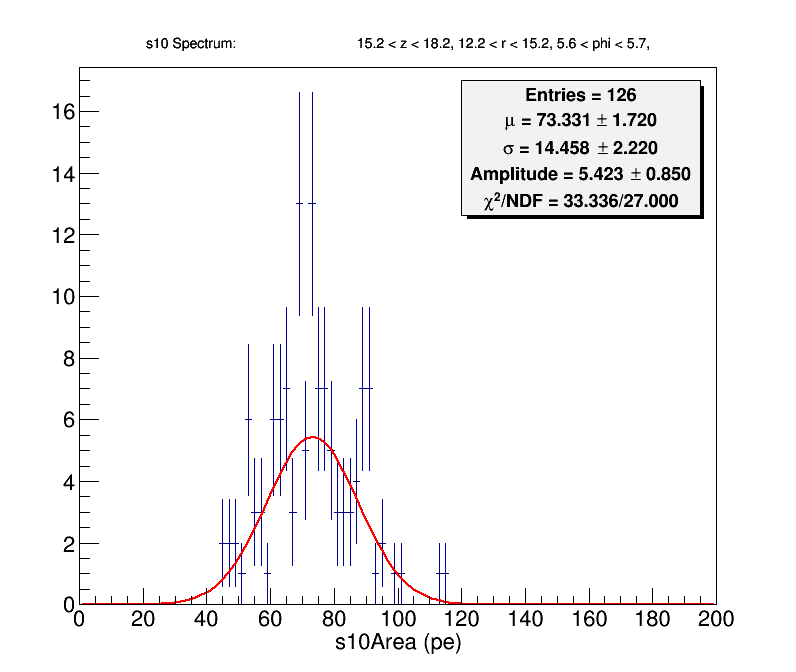 s10 Spectrum: 15.2 < z < 18.2, 12.2 < r < 15.2, 5.6 < phi < 5.7,
Entries = 126
μ = 73.331 ± 1.720
σ = 14.458 ± 2.220
Amplitude = 5.423 ± 0.850
χ²/NDF = 33.336/27.000
16
14
12
10
8
6
4
2
0
0 20 40 60 80 100 120 140 160 180 200
s10Area (pe)